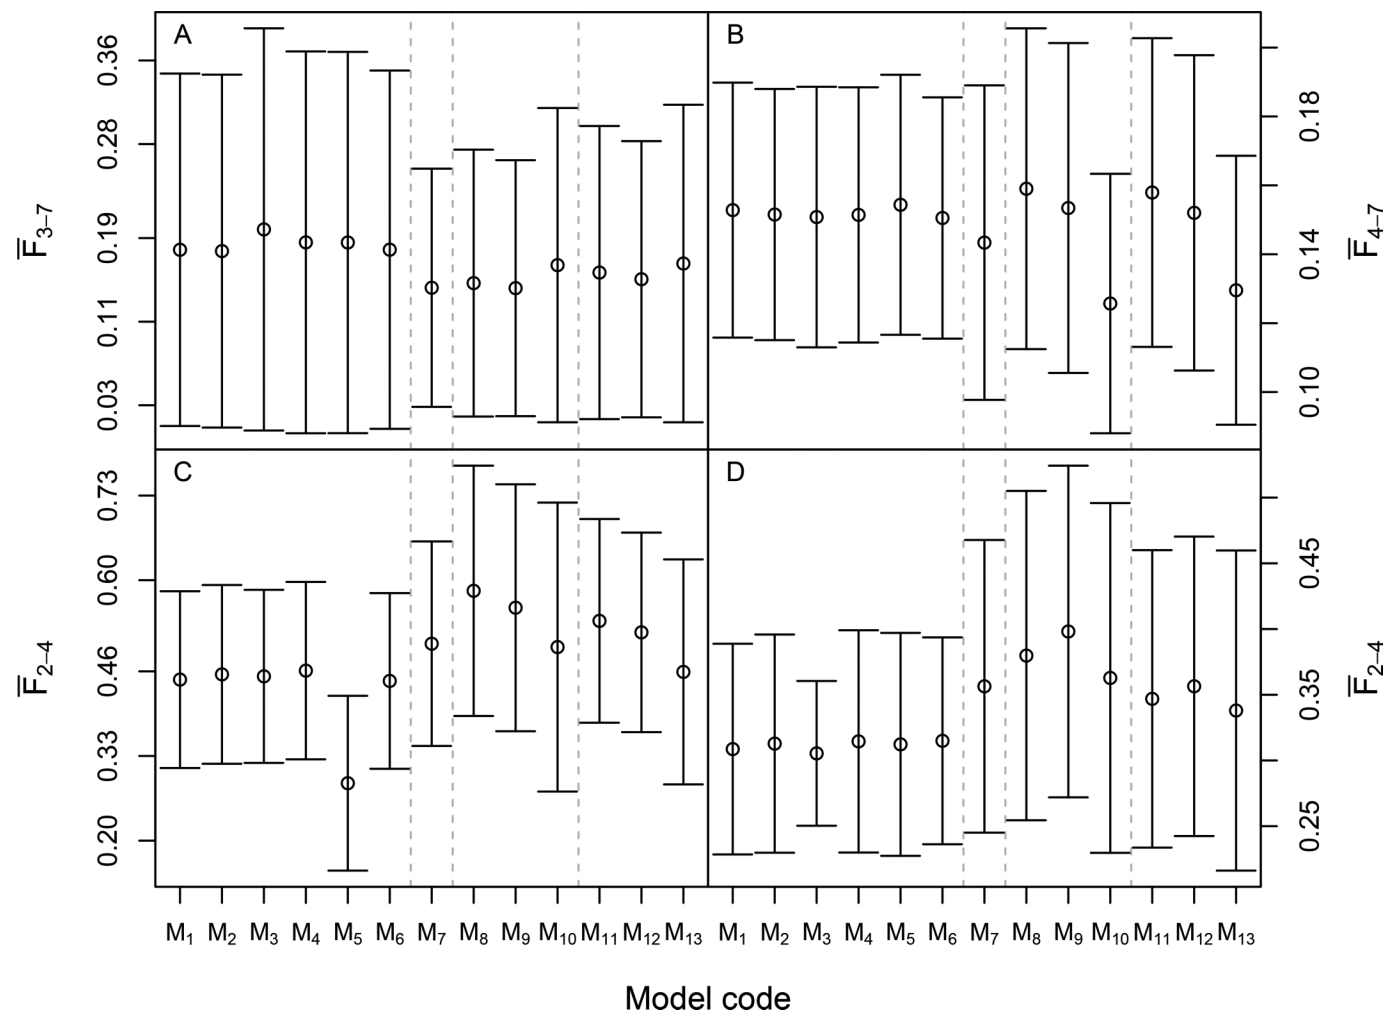 A
B
0.36
0.28
0.19
0.11
0.03
F̅3–7
0.18
0.14
0.10
F̅4–7
C
D
0.73
0.60
0.46
0.33
0.20
F̅2–4
0.45
0.35
0.25
F̅2–4
M1 M2 M3 M4 M5 M6 M7 M8 M9 M10 M11 M12 M13 M1 M2 M3 M4 M5 M6 M7 M8 M9 M10 M11 M12 M13
Model code